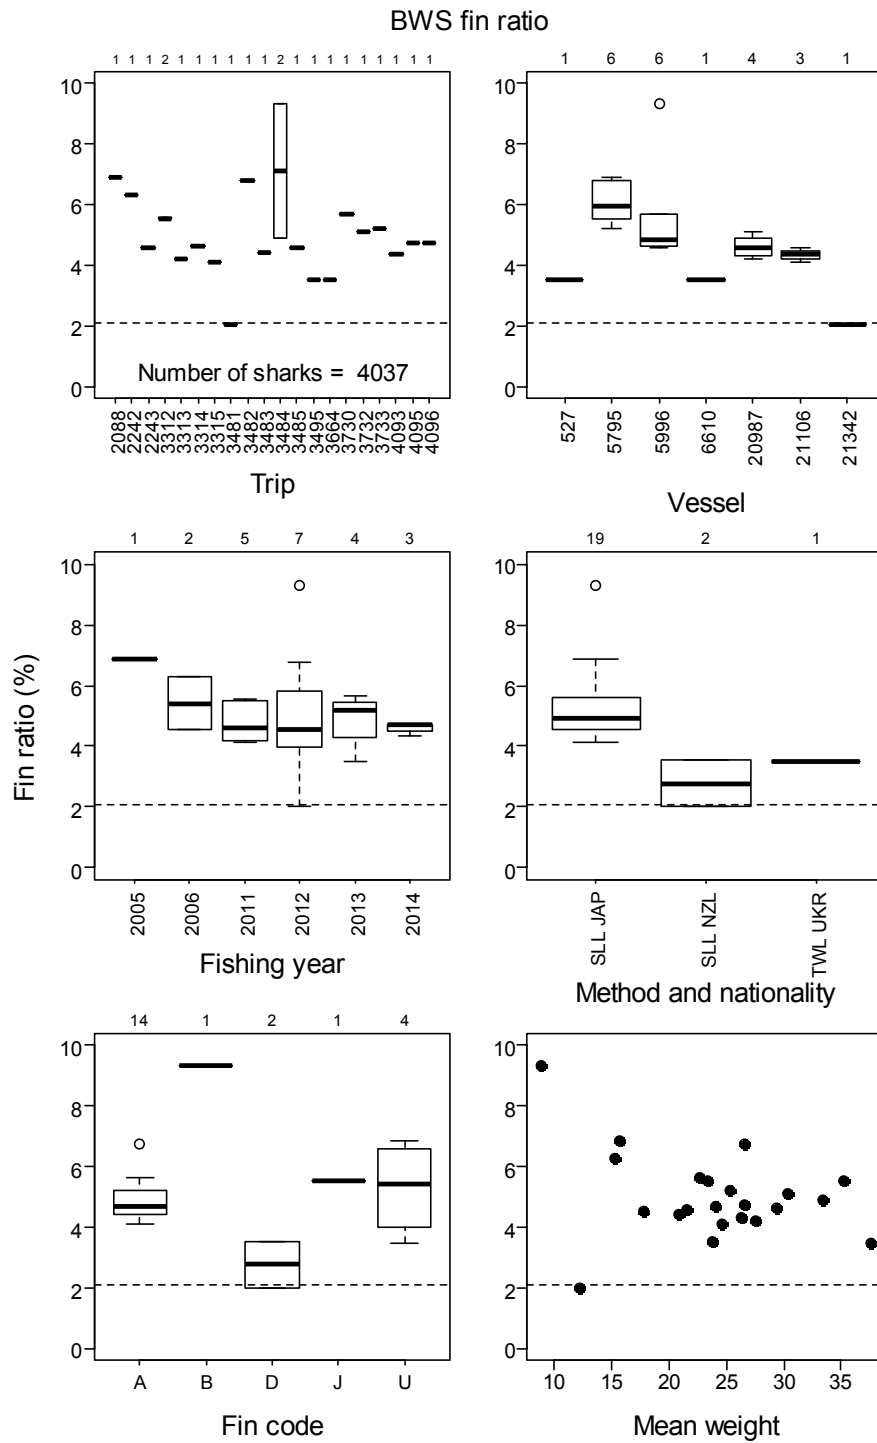 BWS fin ratio
1 1 1 2 1 1 1 1 1 1 2 1 1 1 1 1 1 1 1 1
10
8
6
4
2
0
Number of sharks = 4037
2088 2242 2243 3312 3313 3314 3315 3481 3482 3483 3484 3485 3495 3664 3730 3732 3733 4093 4095 4096
Trip
1 6 6 1 4 3 1
10
8
6
4
2
0
527 5795 5996 6610 20987 21106 21342
Vessel
Fin ratio (%)
1 2 5 7 4 3
10
8
6
4
2
0
2005 2006 2011 2012 2013 2014
Fishing year
19 2 1
10
8
6
4
2
0
SLL JAP SLL NZL TWL UKR
Method and nationality
14 1 2 1 4
10
8
6
4
2
0
A B D J U
Fin code
10
8
6
4
2
0
10 15 20 25 30 35
Mean weight